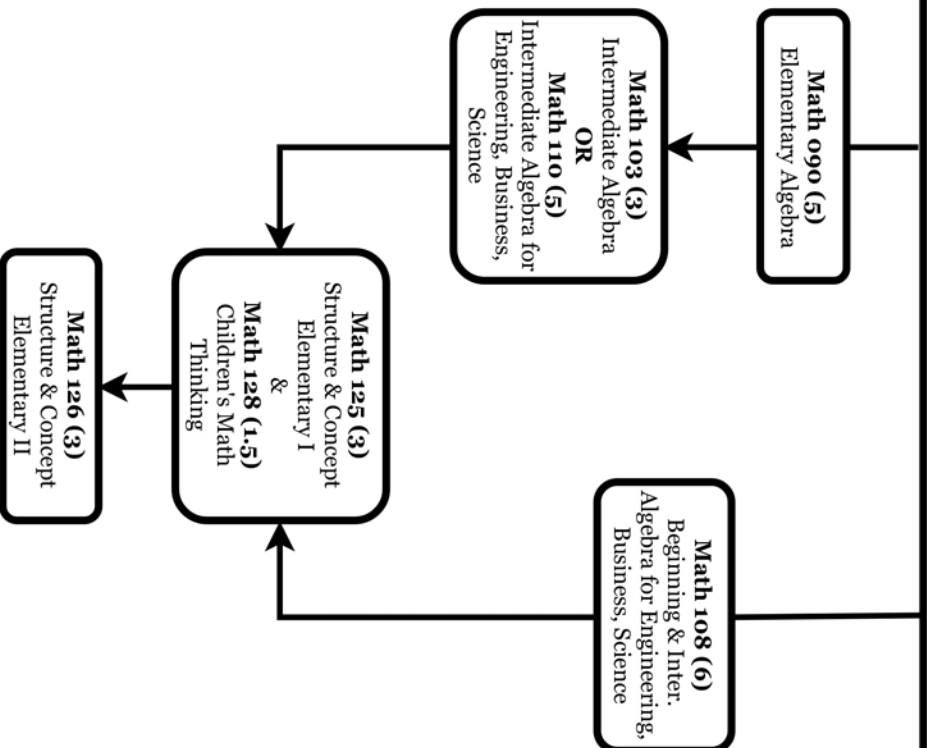 Math 090 (5)
Elementary Algebra
Math 103 (3)
Intermediate Algebra
OR
Math 110 (5)
Intermediate Algebra for
Engineering, Business,
Science
Math 108 (6)
Beginning & Inter.
Algebra for Engineering,
Business, Science
Math 125 (3)
Structure & Concept
Elementary I
&
Math 128 (1.5)
Children's Math
Thinking
Math 126 (3)
Structure & Concept
Elementary II